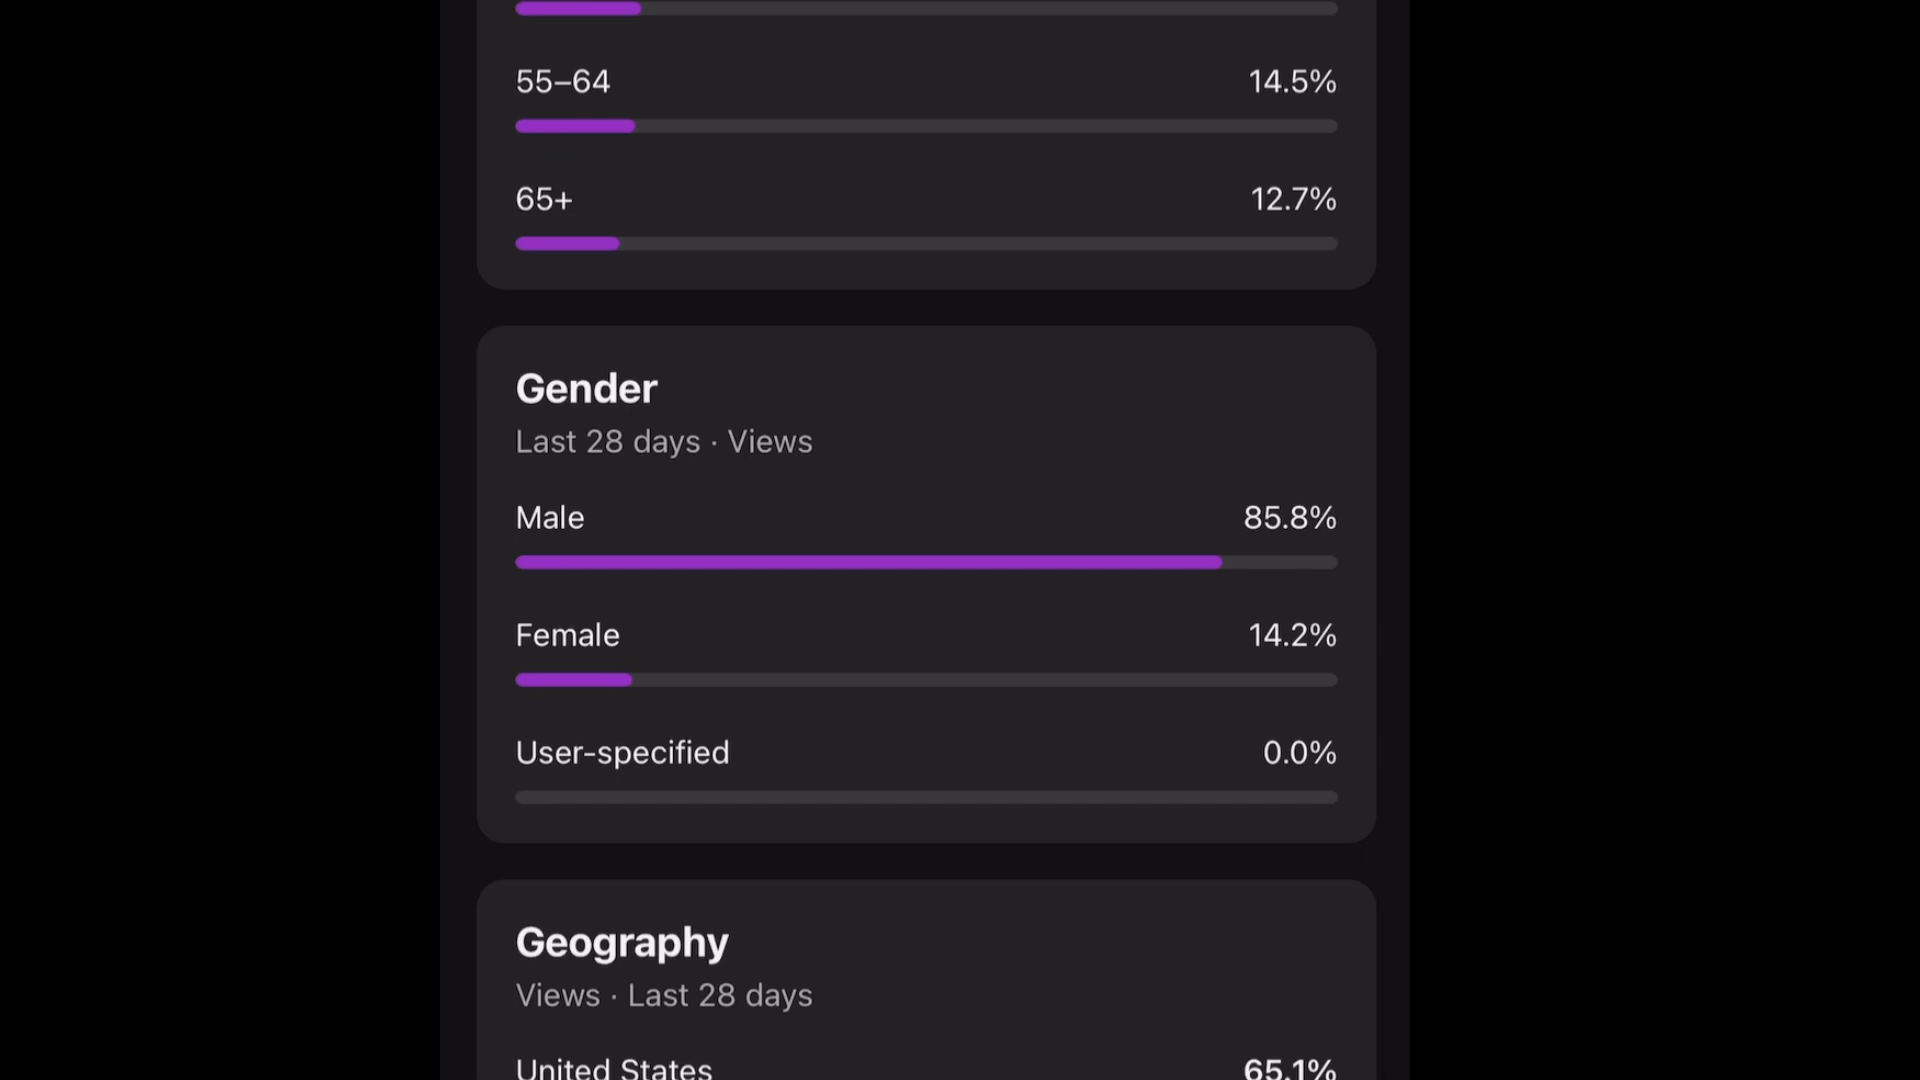 55–64 14.5%
65+ 12.7%
Gender
Last 28 days · Views
Male 85.8%
Female 14.2%
User-specified 0.0%
Geography
Views · Last 28 days
United States 65.1%